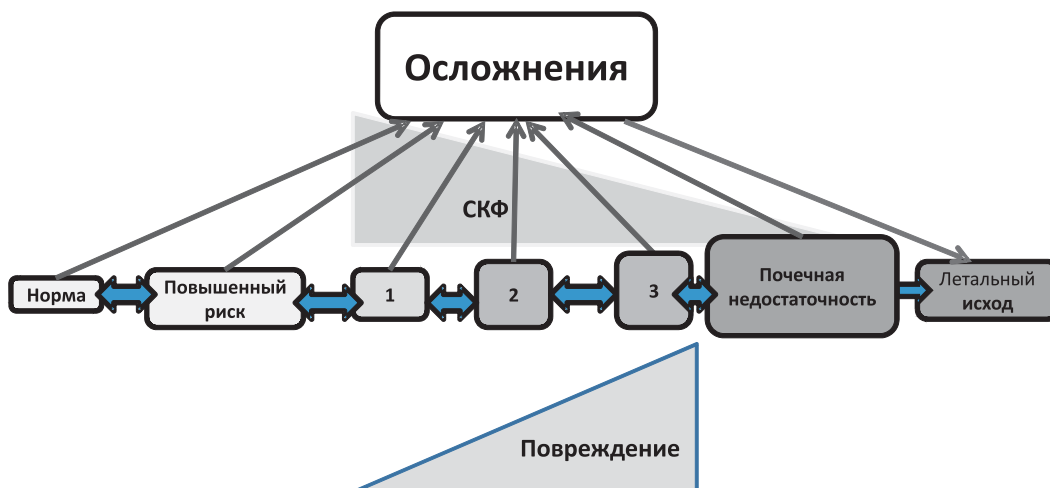 Осложнения
СКФ
Норма
Повышенный
риск
1
2
3
Почечная
недостаточность
Летальный
исход
Повреждение